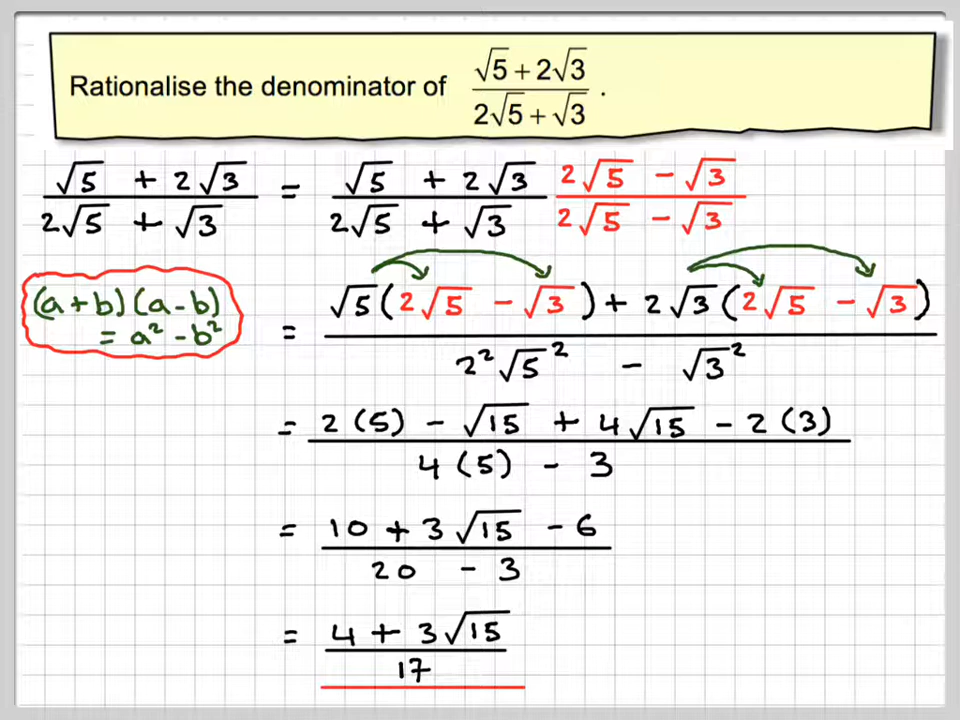 Rationalise the denominator of (√5 + 2√3)/(2√5 + √3).
(√5 + 2√3)/(2√5 + √3) = (√5 + 2√3)/(2√5 + √3) (2√5 - √3)/(2√5 - √3)
(a + b)(a - b)
= a² - b²
= (√5(2√5 - √3) + 2√3(2√5 - √3))/(2²√5² - √3²)
= (2(5) - √15 + 4√15 - 2(3))/(4(5) - 3)
= (10 + 3√15 - 6)/(20 - 3)
= (4 + 3√15)/17